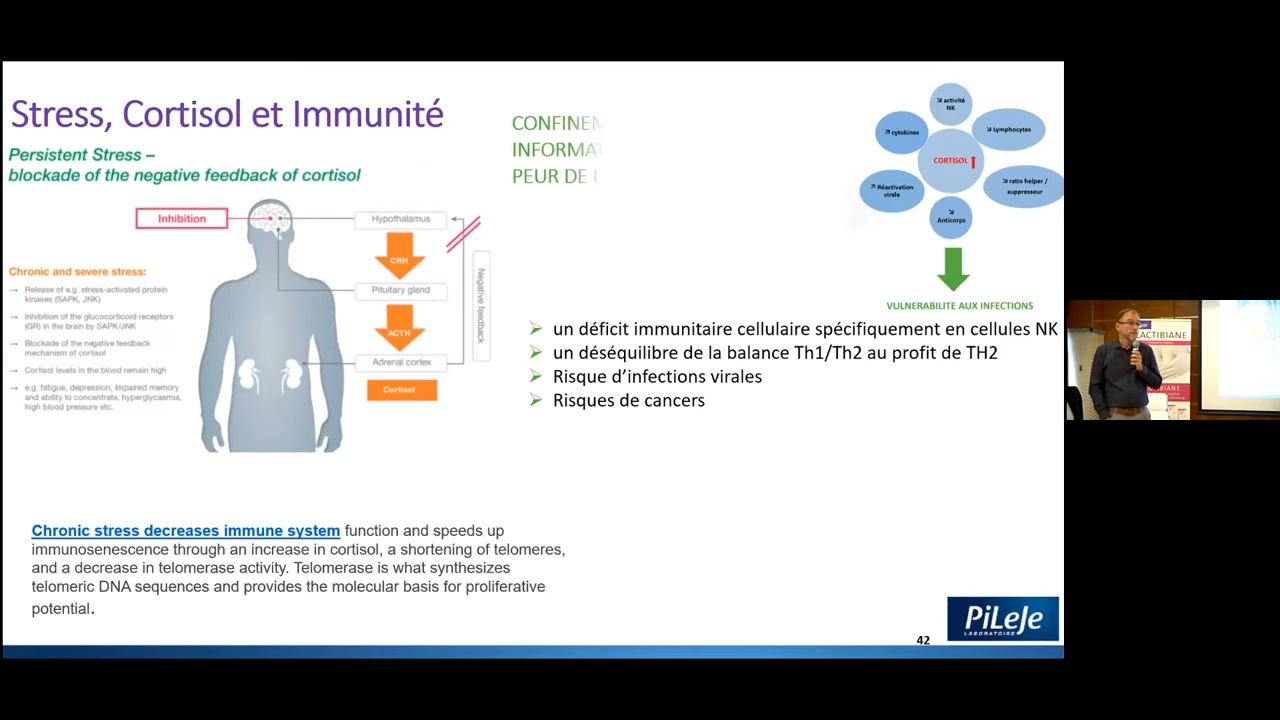 Stress, Cortisol et Immunité
Persistent Stress –
blockade of the negative feedback of cortisol
Inhibition
Hypothalamus
CRH
Pituitary gland
ACTH
Adrenal cortex
Cortisol
Negative feedback
Chronic and severe stress:
→ Release of e.g. stress-activated protein
kinases (SAPK, JNK)
→ Inhibition of the glucocorticoid receptors
(GR) in the brain by SAPK/JNK
→ Blockade of the negative feedback
mechanism of cortisol
→ Cortisol levels in the blood remain high
→ e.g. fatigue, depression, impaired memory
and ability to concentrate, hyperglycaemia,
high blood pressure etc.
CONFINEM
INFORMA
PEUR DE
↘ activité
NK
↗ cytokines
↘ Lymphocytes
CORTISOL
↗ Réactivation
virale
↘ ratio helper /
suppresseur
↘
Anticorps
VULNERABILITE AUX INFECTIONS
➢ un déficit immunitaire cellulaire spécifiquement en cellules NK
➢ un déséquilibre de la balance Th1/Th2 au profit de TH2
➢ Risque d’infections virales
➢ Risques de cancers
Chronic stress decreases immune system function and speeds up
immunosenescence through an increase in cortisol, a shortening of telomeres,
and a decrease in telomerase activity. Telomerase is what synthesizes
telomeric DNA sequences and provides the molecular basis for proliferative
potential.
PiLeJe
LABORATOIRE
42
LACTIBIANE